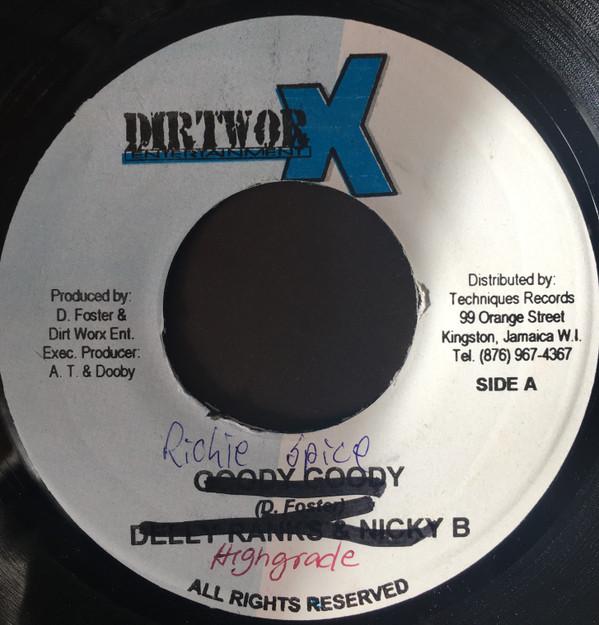 DIRTWORX
ENTERTAINMENT
Produced by:
D. Foster &
Dirt Worx Ent.
Exec. Producer:
A. T. & Dooby
Distributed by:
Techniques Records
99 Orange Street
Kingston, Jamaica W.I.
Tel. (876) 967-4367
SIDE A
Richie Spice
GOODY GOODY
(D. Foster)
DELLY RANKS & NICKY B
Highgrade
ALL RIGHTS RESERVED